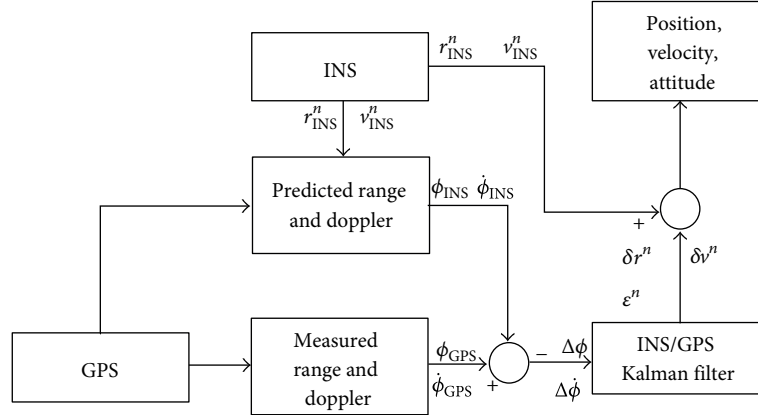 Position,
velocity,
attitude
INS
r^n_INS v^n_INS
r^n_INS v^n_INS
Predicted range
and doppler
ϕ_INS ϕ̇_INS
+
δr^n δv^n
ε^n
GPS
Measured
range and
doppler
ϕ_GPS
ϕ̇_GPS
+
− Δϕ
Δϕ̇
INS/GPS
Kalman filter